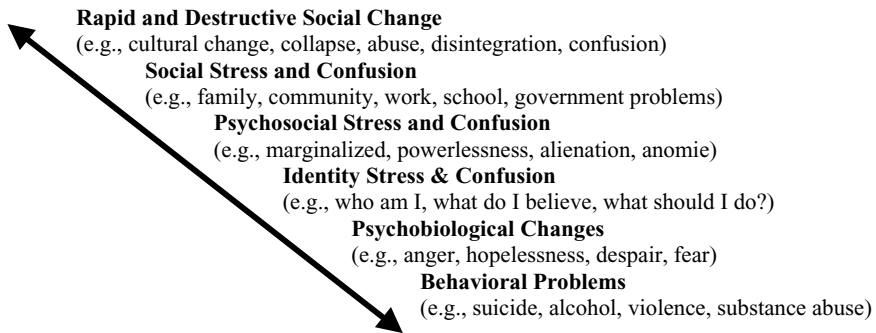 Rapid and Destructive Social Change
(e.g., cultural change, collapse, abuse, disintegration, confusion)
Social Stress and Confusion
(e.g., family, community, work, school, government problems)
Psychosocial Stress and Confusion
(e.g., marginalized, powerlessness, alienation, anomie)
Identity Stress & Confusion
(e.g., who am I, what do I believe, what should I do?)
Psychobiological Changes
(e.g., anger, hopelessness, despair, fear)
Behavioral Problems
(e.g., suicide, alcohol, violence, substance abuse)